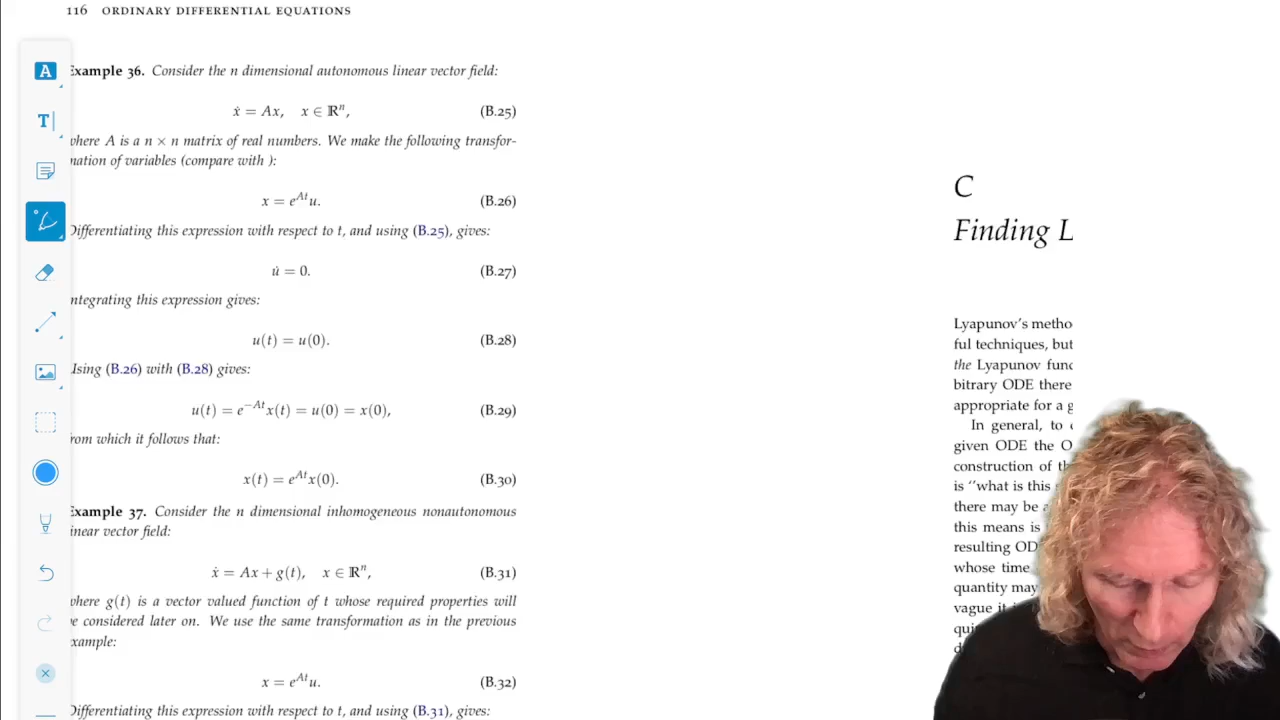 116 ORDINARY DIFFERENTIAL EQUATIONS
A
Example 36. Consider the n dimensional autonomous linear vector field:
ẋ = Ax, x ∈ ℝⁿ, (B.25)
T
where A is a n × n matrix of real numbers. We make the following transfor-
mation of variables (compare with ):
x = e^{At}u. (B.26)
Differentiating this expression with respect to t, and using (B.25), gives:
u̇ = 0. (B.27)
Integrating this expression gives:
u(t) = u(0). (B.28)
Using (B.26) with (B.28) gives:
u(t) = e^{−At}x(t) = u(0) = x(0), (B.29)
from which it follows that:
x(t) = e^{At}x(0). (B.30)
Example 37. Consider the n dimensional inhomogeneous nonautonomous
linear vector field:
ẋ = Ax + g(t), x ∈ ℝⁿ, (B.31)
where g(t) is a vector valued function of t whose required properties will
be considered later on. We use the same transformation as in the previous
example:
x = e^{At}u. (B.32)
Differentiating this expression with respect to t, and using (B.31), gives:
C
Finding L
Lyapunov's metho
ful techniques, but
the Lyapunov func
bitrary ODE there
appropriate for a g
In general, to
given ODE the O
construction of th
is "what is this
there may be a
this means is
resulting OD
whose time
quantity may
vague it i
qui
d